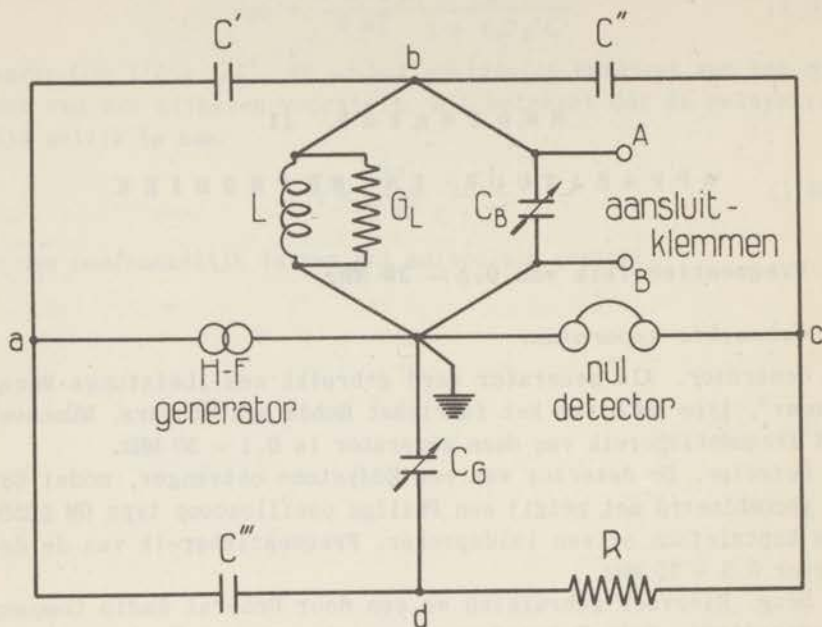 C′
C″
b
A
L
G_L
C_B
aansluit-
klemmen
B
a
c
H-F
generator
nul
detector
C_G
C‴
R
d